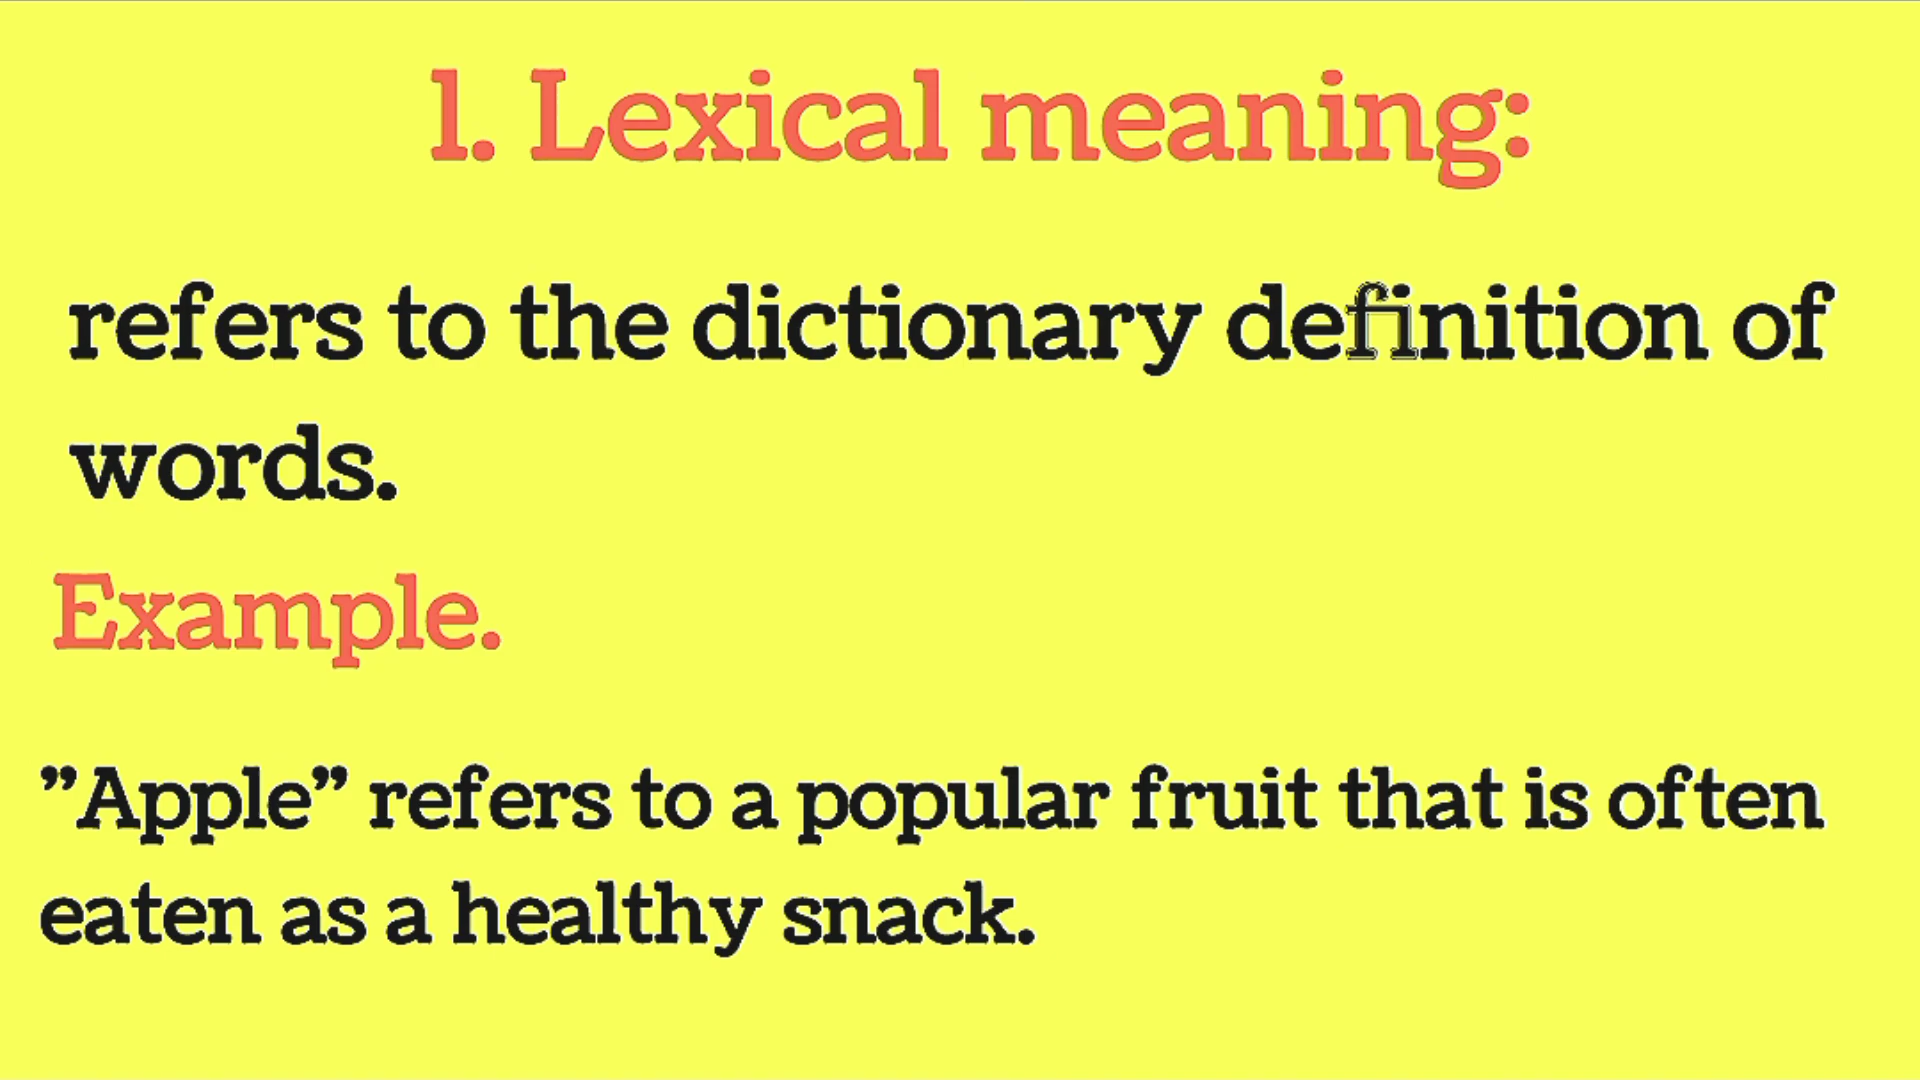 1. Lexical meaning:
refers to the dictionary definition of
words.
Example.
”Apple” refers to a popular fruit that is often
eaten as a healthy snack.